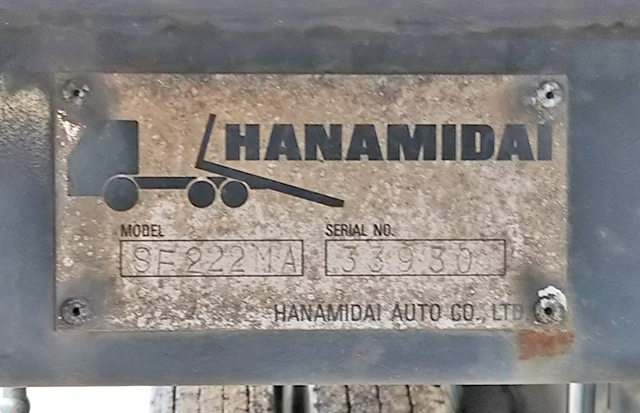 HANAMIDAI
MODEL SERIAL NO.
SF222MA 33930
HANAMIDAI AUTO CO., LTD